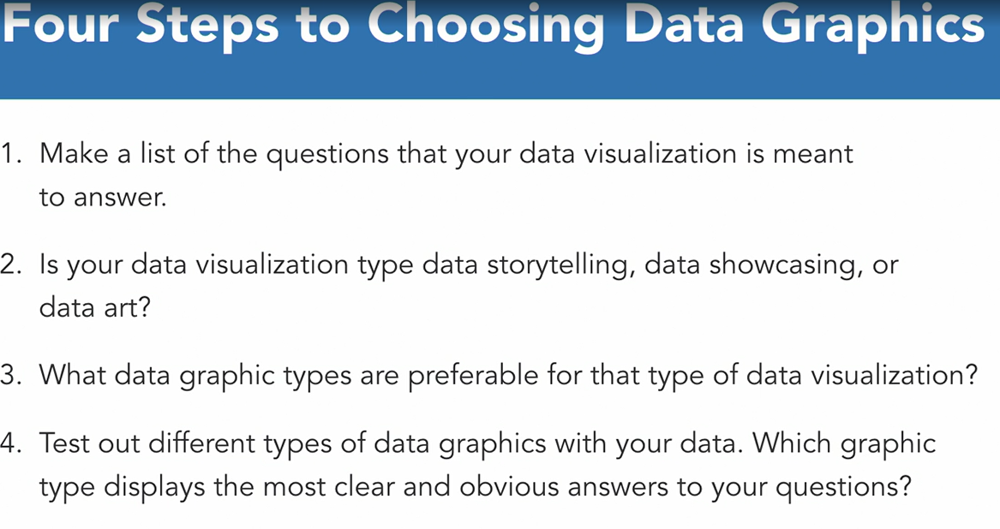 Four Steps to Choosing Data Graphics
1. Make a list of the questions that your data visualization is meant
to answer.
2. Is your data visualization type data storytelling, data showcasing, or
data art?
3. What data graphic types are preferable for that type of data visualization?
4. Test out different types of data graphics with your data. Which graphic
type displays the most clear and obvious answers to your questions?